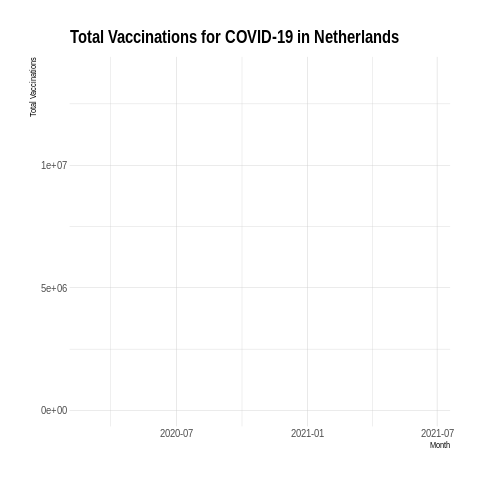 Total Vaccinations for COVID-19 in Netherlands
Total Vaccinations
1e+07
5e+06
0e+00
2020-07 2021-01 2021-07
Month